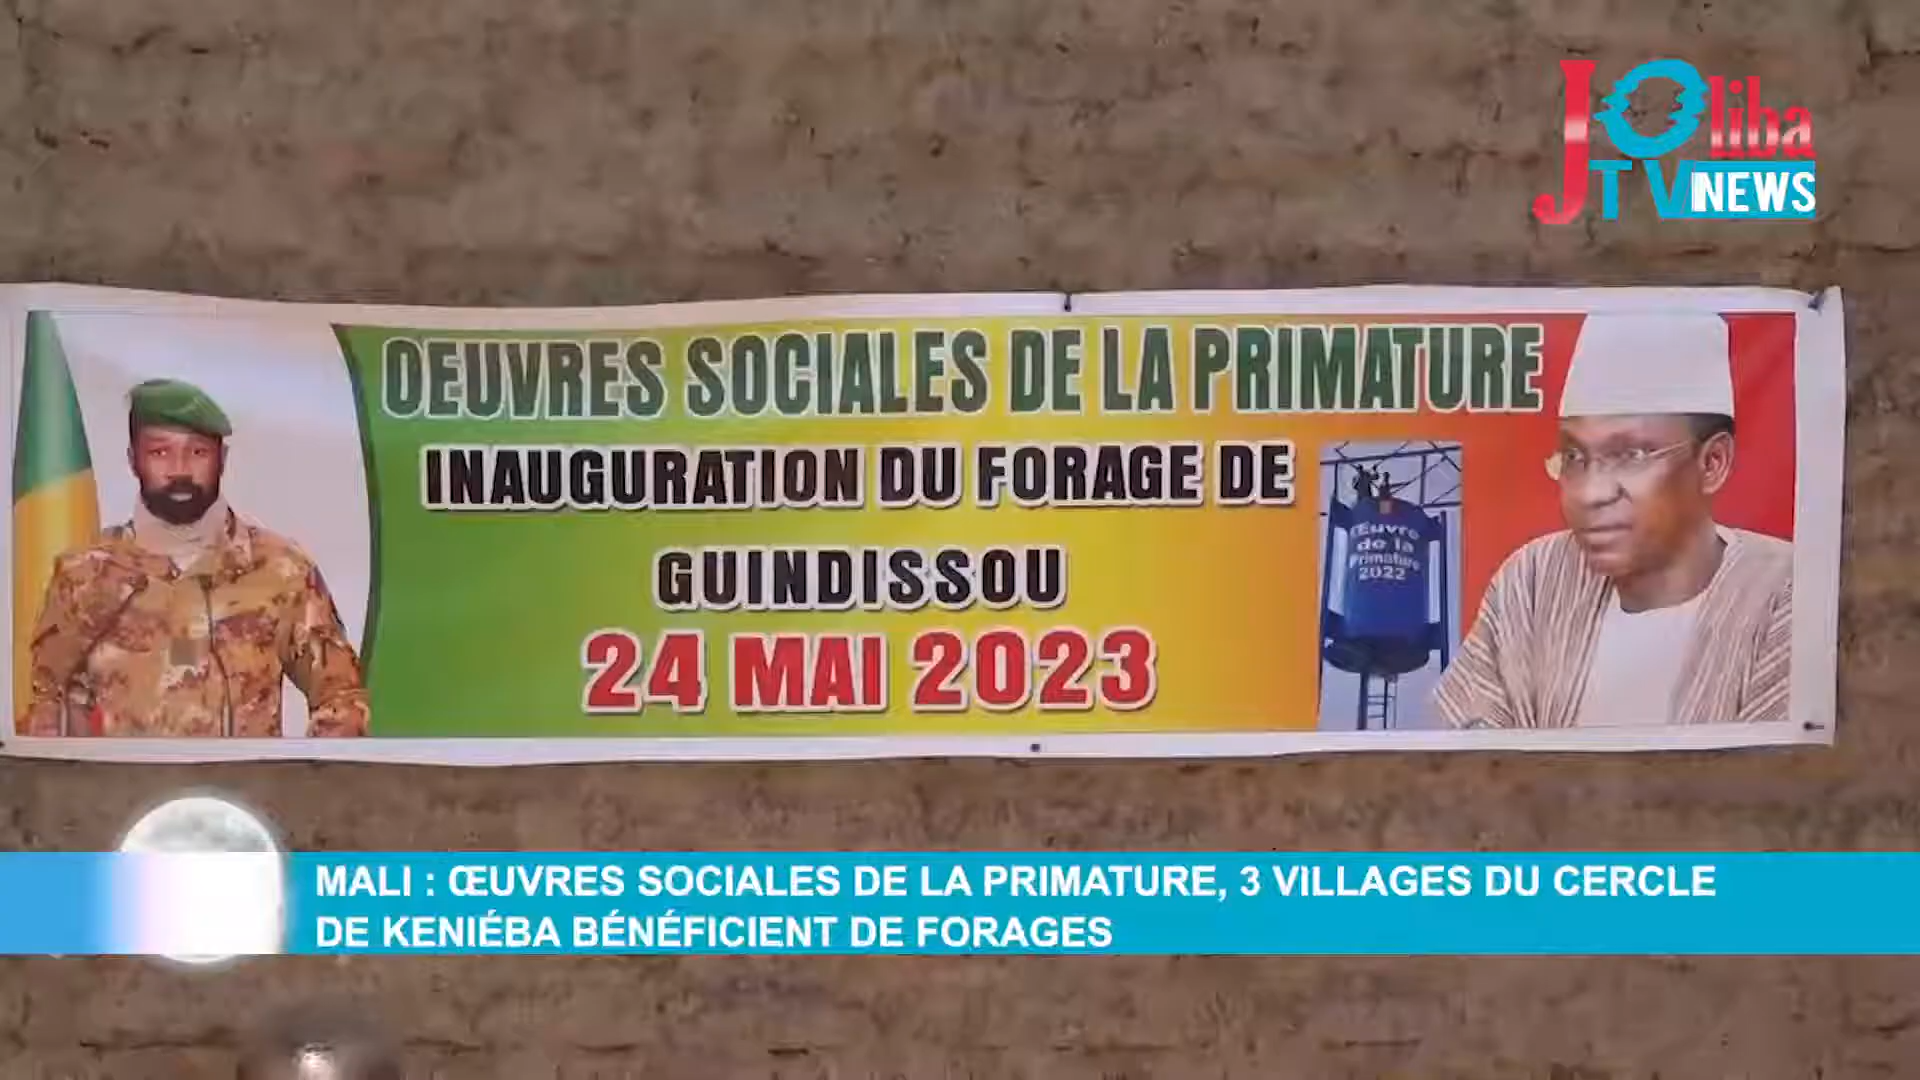 JOliba
TV NEWS
OEUVRES SOCIALES DE LA PRIMATURE
INAUGURATION DU FORAGE DE
GUINDISSOU
24 MAI 2023
Œuvre
de la
Primature
2022
MALI : ŒUVRES SOCIALES DE LA PRIMATURE, 3 VILLAGES DU CERCLE
DE KENIÉBA BÉNÉFICIENT DE FORAGES